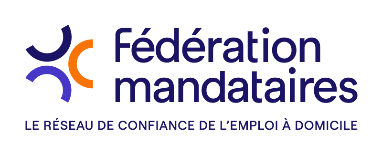 Fédération
mandataires
LE RÉSEAU DE CONFIANCE DE L'EMPLOI À DOMICILE